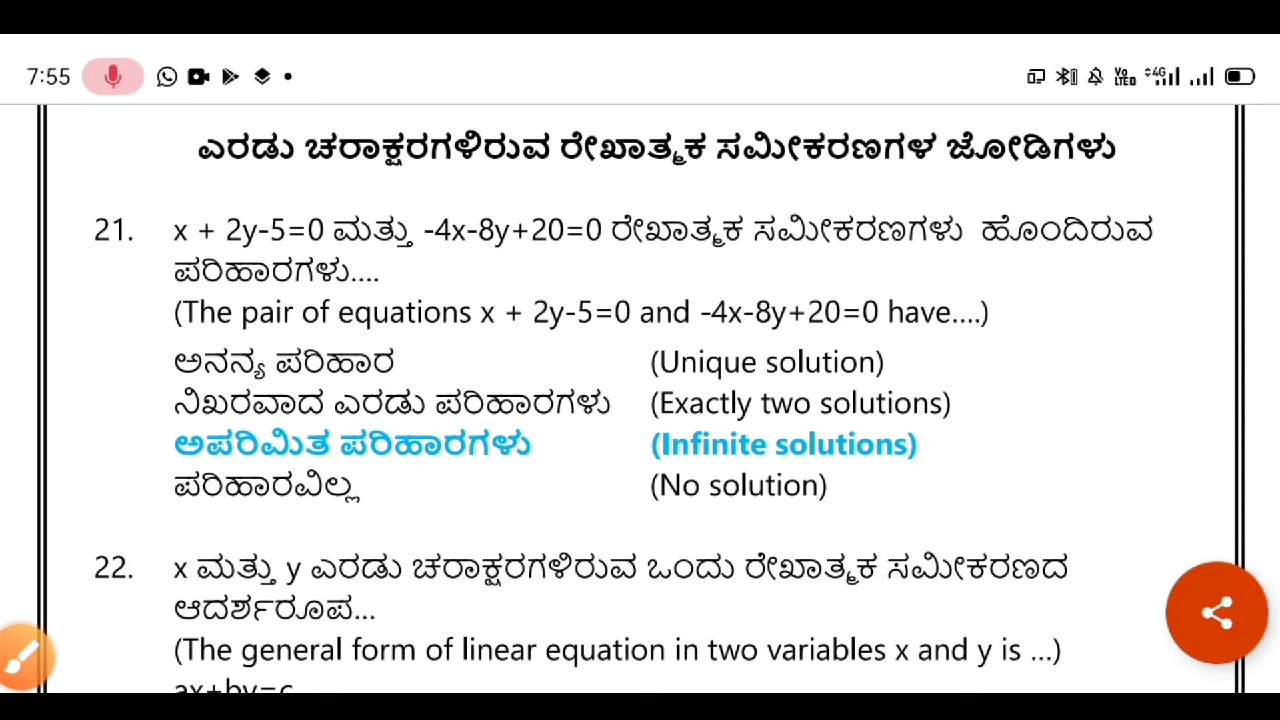 7:55
ಎರಡು ಚರಾಕ್ಷರಗಳಿರುವ ರೇಖಾತ್ಮಕ ಸಮೀಕರಣಗಳ ಜೋಡಿಗಳು
21. x + 2y-5=0 ಮತ್ತು -4x-8y+20=0 ರೇಖಾತ್ಮಕ ಸಮೀಕರಣಗಳು ಹೊಂದಿರುವ
ಪರಿಹಾರಗಳು....
(The pair of equations x + 2y-5=0 and -4x-8y+20=0 have....)
ಅನನ್ಯ ಪರಿಹಾರ (Unique solution)
ನಿಖರವಾದ ಎರಡು ಪರಿಹಾರಗಳು (Exactly two solutions)
ಅಪರಿಮಿತ ಪರಿಹಾರಗಳು (Infinite solutions)
ಪರಿಹಾರವಿಲ್ಲ (No solution)
22. x ಮತ್ತು y ಎರಡು ಚರಾಕ್ಷರಗಳಿರುವ ಒಂದು ರೇಖಾತ್ಮಕ ಸಮೀಕರಣದ
ಆದರ್ಶರೂಪ...
(The general form of linear equation in two variables x and y is ...)
ax+by=c